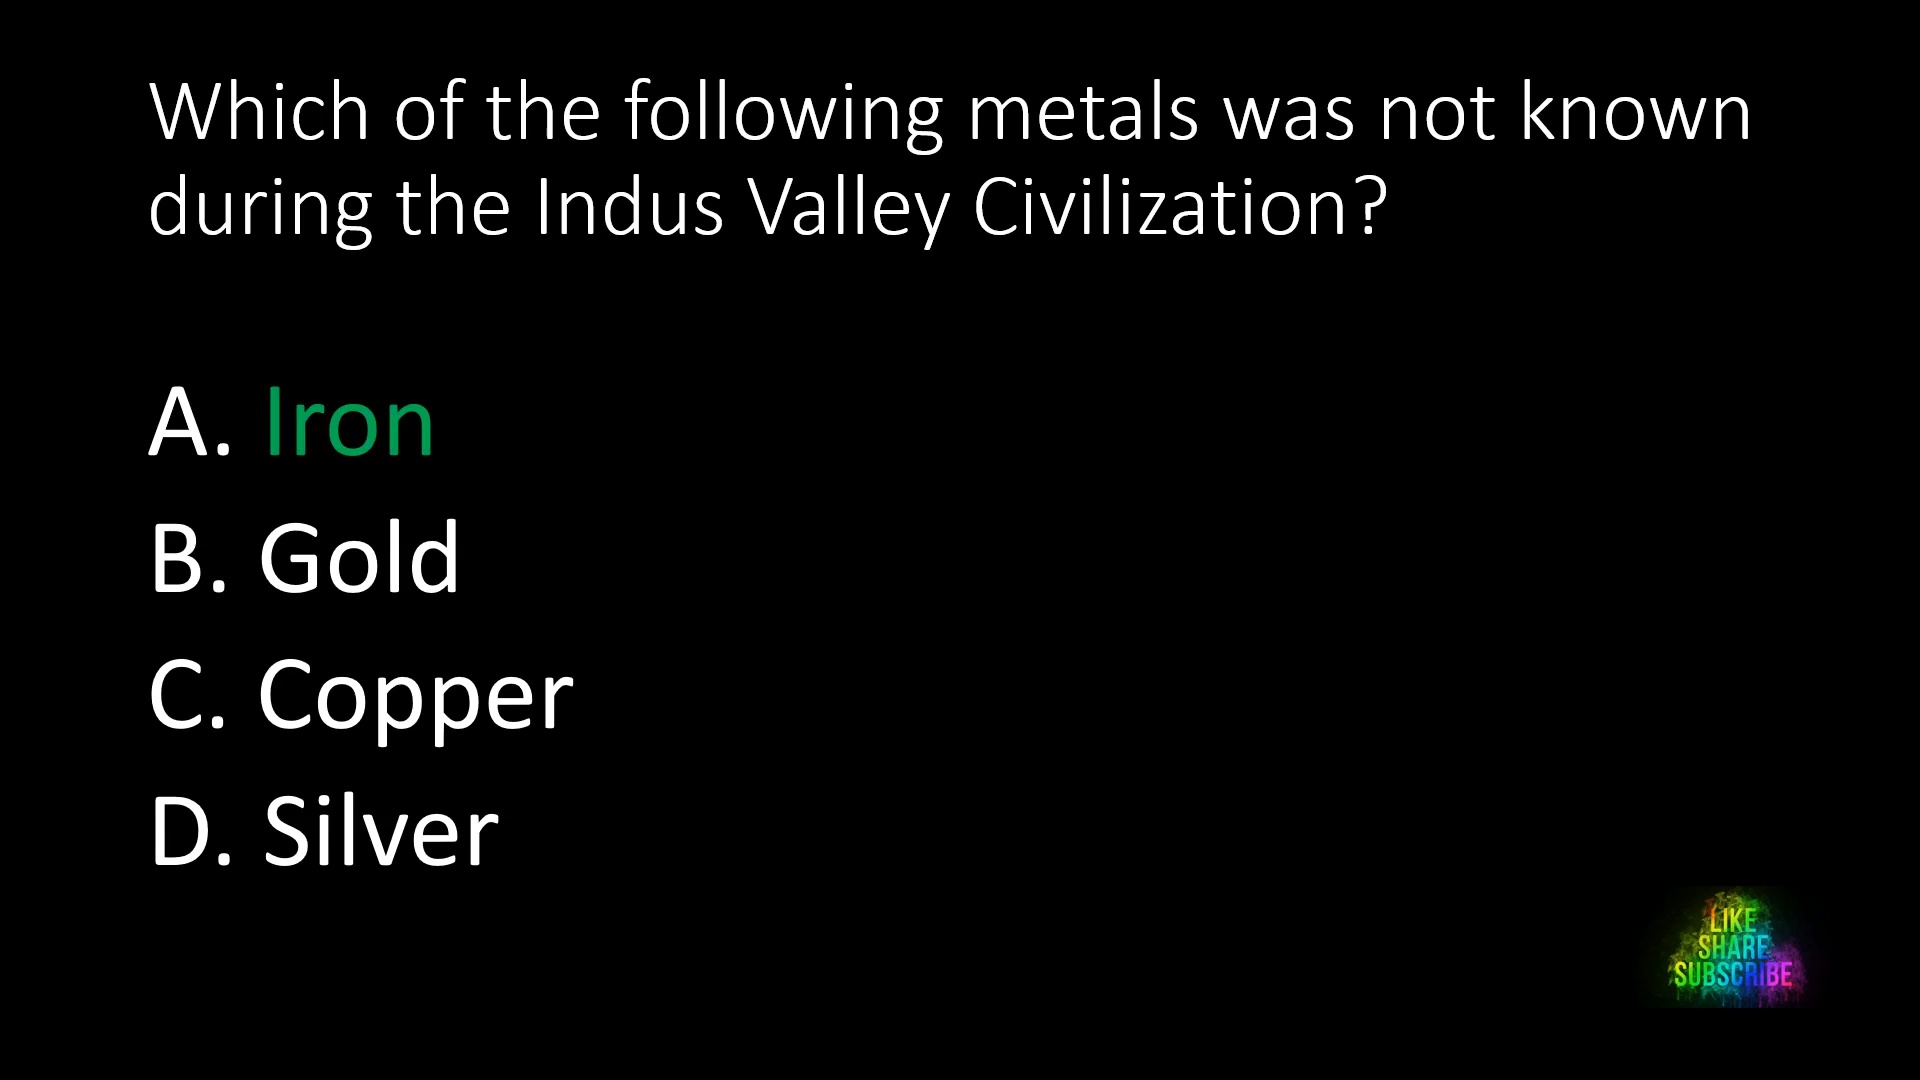 Which of the following metals was not known
during the Indus Valley Civilization?
A. Iron
B. Gold
C. Copper
D. Silver
LIKE
SHARE
SUBSCRIBE